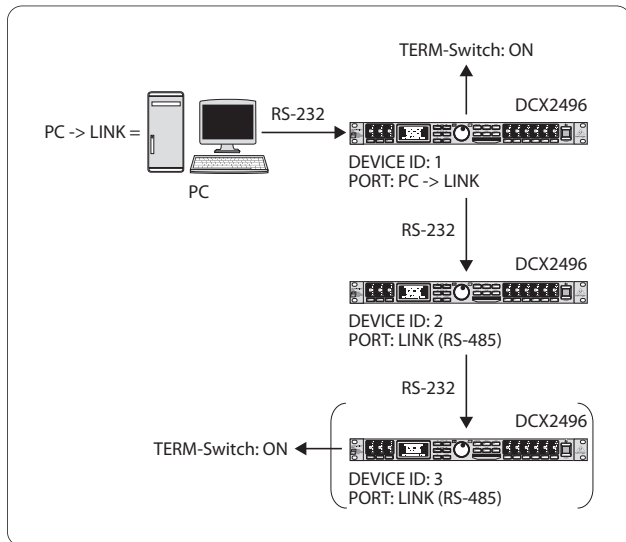 TERM-Switch: ON
DCX2496
RS-232
PC -> LINK =
PC
DEVICE ID: 1
PORT: PC -> LINK
RS-232
DCX2496
DEVICE ID: 2
PORT: LINK (RS-485)
RS-232
DCX2496
TERM-Switch: ON
DEVICE ID: 3
PORT: LINK (RS-485)